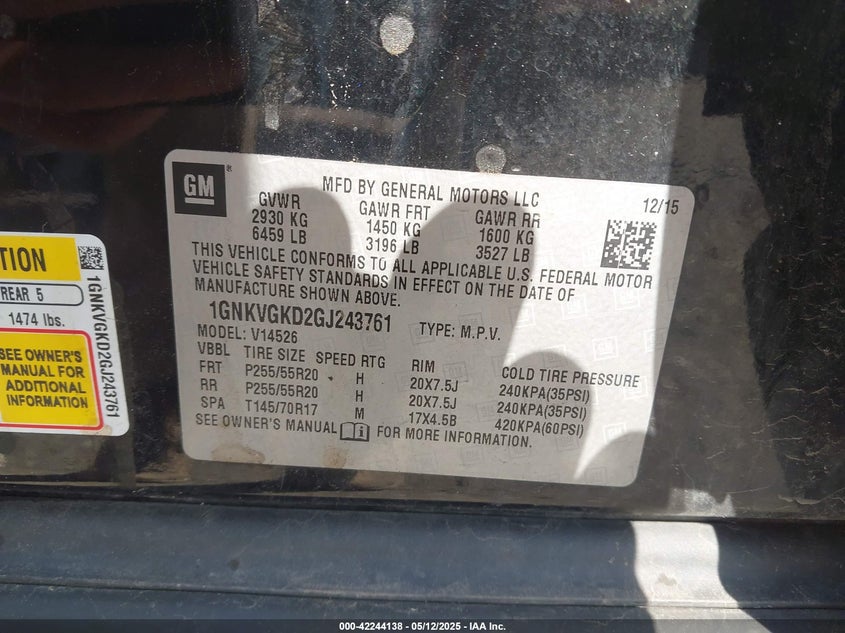 GM
MFD BY GENERAL MOTORS LLC
12/15
GVWR GAWR FRT GAWR RR
2930 KG 1450 KG 1600 KG
6459 LB 3196 LB 3527 LB
THIS VEHICLE CONFORMS TO ALL APPLICABLE U.S. FEDERAL MOTOR
VEHICLE SAFETY STANDARDS IN EFFECT ON THE DATE OF
MANUFACTURE SHOWN ABOVE.
1GNKVGKD2GJ243761 TYPE: M.P.V.
MODEL: V14526
VBBL TIRE SIZE SPEED RTG RIM COLD TIRE PRESSURE
FRT P255/55R20 H 20X7.5J 240KPA(35PSI)
RR P255/55R20 H 20X7.5J 240KPA(35PSI)
SPA T145/70R17 M 17X4.5B 420KPA(60PSI)
SEE OWNER'S MANUAL FOR MORE INFORMATION.
TION
REAR 5
1474 lbs.
SEE OWNER'S
MANUAL FOR
ADDITIONAL
INFORMATION
1GNKVGKD2GJ243761
000-42244138 - 05/12/2025 - IAA Inc.